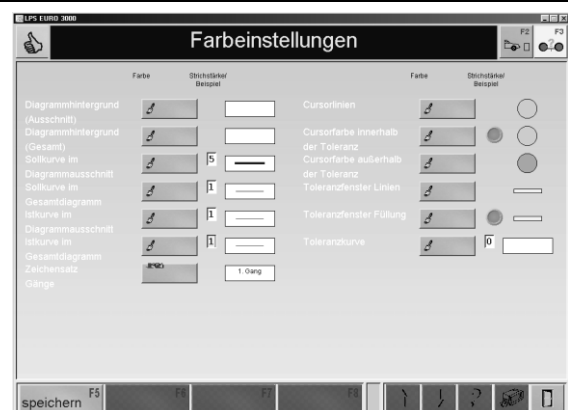 LPS EURO 3000
Farbeinstellungen
F2
F3
Farbe
Strichstärke/
Beispiel
Farbe
Strichstärke/
Beispiel
Diagrammhintergrund
(Ausschnitt)
Cursorlinien
Diagrammhintergrund
(Gesamt)
Cursorfarbe innerhalb
der Toleranz
Sollkurve im
Diagrammausschnitt
5
Cursorfarbe außerhalb
der Toleranz
Sollkurve im
Gesamtdiagramm
1
Toleranzfenster Linien
Istkurve im
Diagrammausschnitt
1
Toleranzfenster Füllung
Istkurve im
Gesamtdiagramm
1
Toleranzkurve
0
Zeichensatz
Gänge
1. Gang
speichern
F5
F6
F7
F8